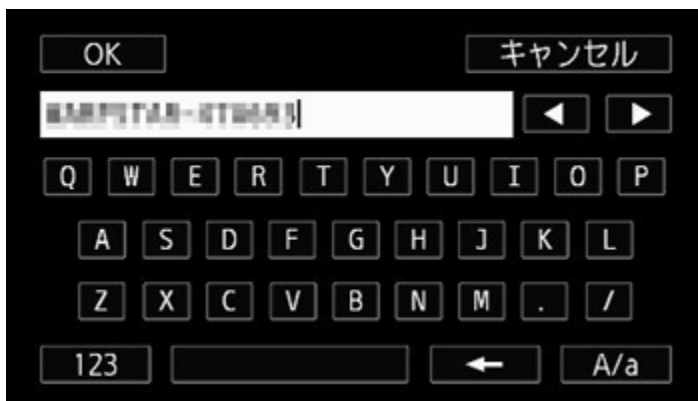 OK キャンセル
◀ ▶
Q W E R T Y U I O P
A S D F G H J K L
Z X C V B N M . /
123 ← A/a